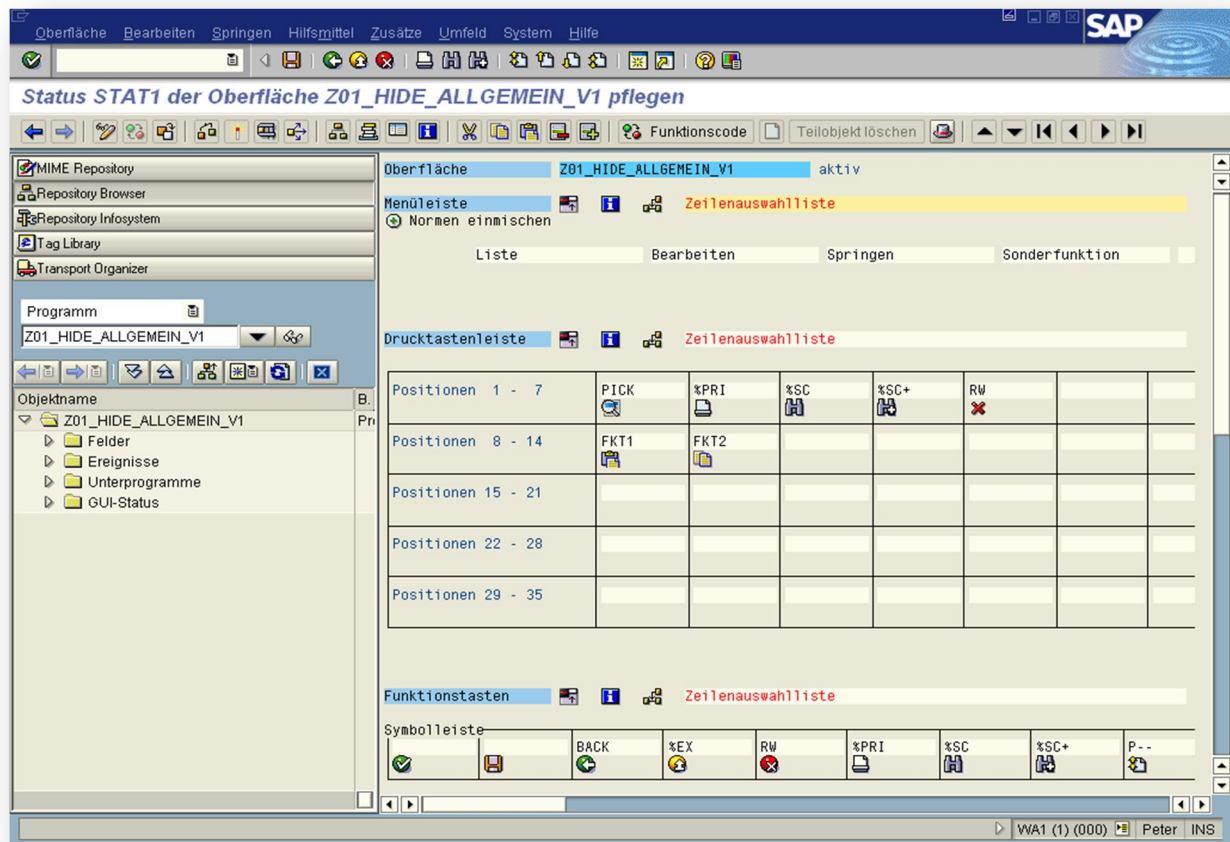 Oberfläche Bearbeiten Springen Hilfsmittel Zusätze Umfeld System Hilfe
SAP
Status STAT1 der Oberfläche Z01_HIDE_ALLGEMEIN_V1 pflegen
Funktionscode Teilobjekt löschen
MIME Repository
Repository Browser
Repository Infosystem
Tag Library
Transport Organizer
Programm
Z01_HIDE_ALLGEMEIN_V1
Objektname B.
Z01_HIDE_ALLGEMEIN_V1 Pr
Felder
Ereignisse
Unterprogramme
GUI-Status
Oberfläche Z01_HIDE_ALLGEMEIN_V1 aktiv
Menüleiste Zeilenauswahlliste
Normen einmischen
Liste Bearbeiten Springen Sonderfunktion
Drucktastenleiste Zeilenauswahlliste
Positionen 1 - 7 PICK %PRI %SC %SC+ RW
Positionen 8 - 14 FKT1 FKT2
Positionen 15 - 21
Positionen 22 - 28
Positionen 29 - 35
Funktionstasten Zeilenauswahlliste
Symbolleiste
BACK %EX RW %PRI %SC %SC+ P--
WA1 (1) (000) Peter INS